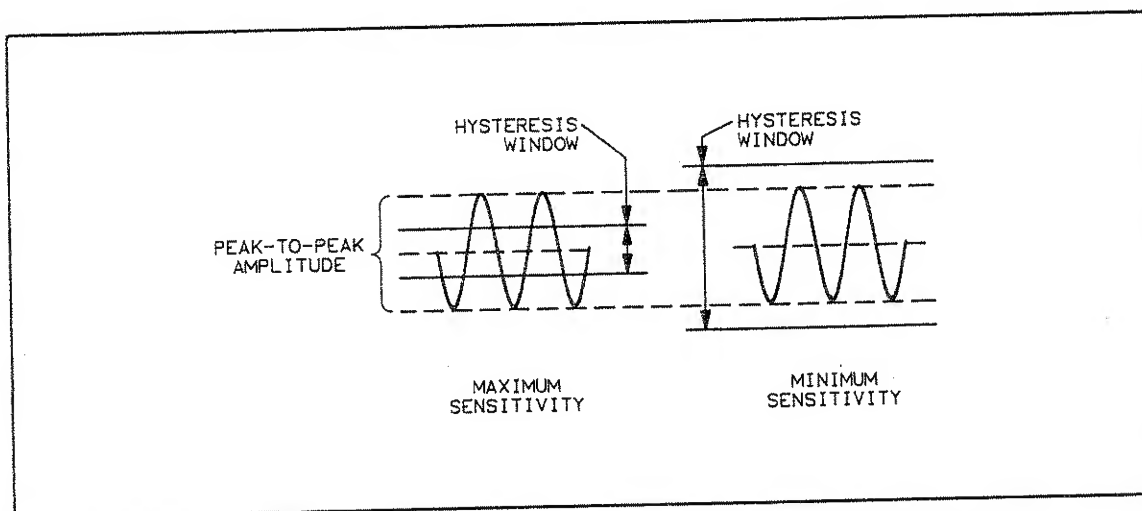 HYSTERESIS
WINDOW
HYSTERESIS
WINDOW
PEAK-TO-PEAK
AMPLITUDE
MAXIMUM
SENSITIVITY
MINIMUM
SENSITIVITY